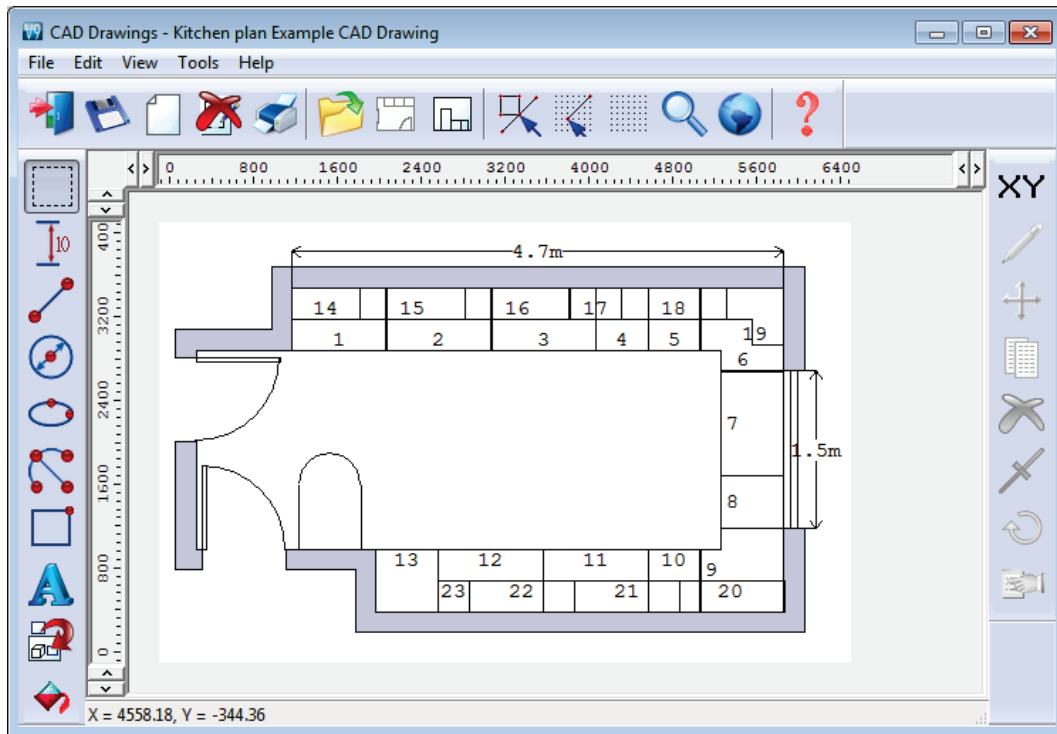 V9 CAD Drawings - Kitchen plan Example CAD Drawing
File Edit View Tools Help
?
10
A
XY
0 800 1600 2400 3200 4000 4800 5600 6400
400
3200
2400
1600
800
0
4.7m
14 15 16 17 18
1 2 3 4 5 19
6
7
1.5m
8
13 12 11 10 9
23 22 21 20
X = 4558.18, Y = -344.36